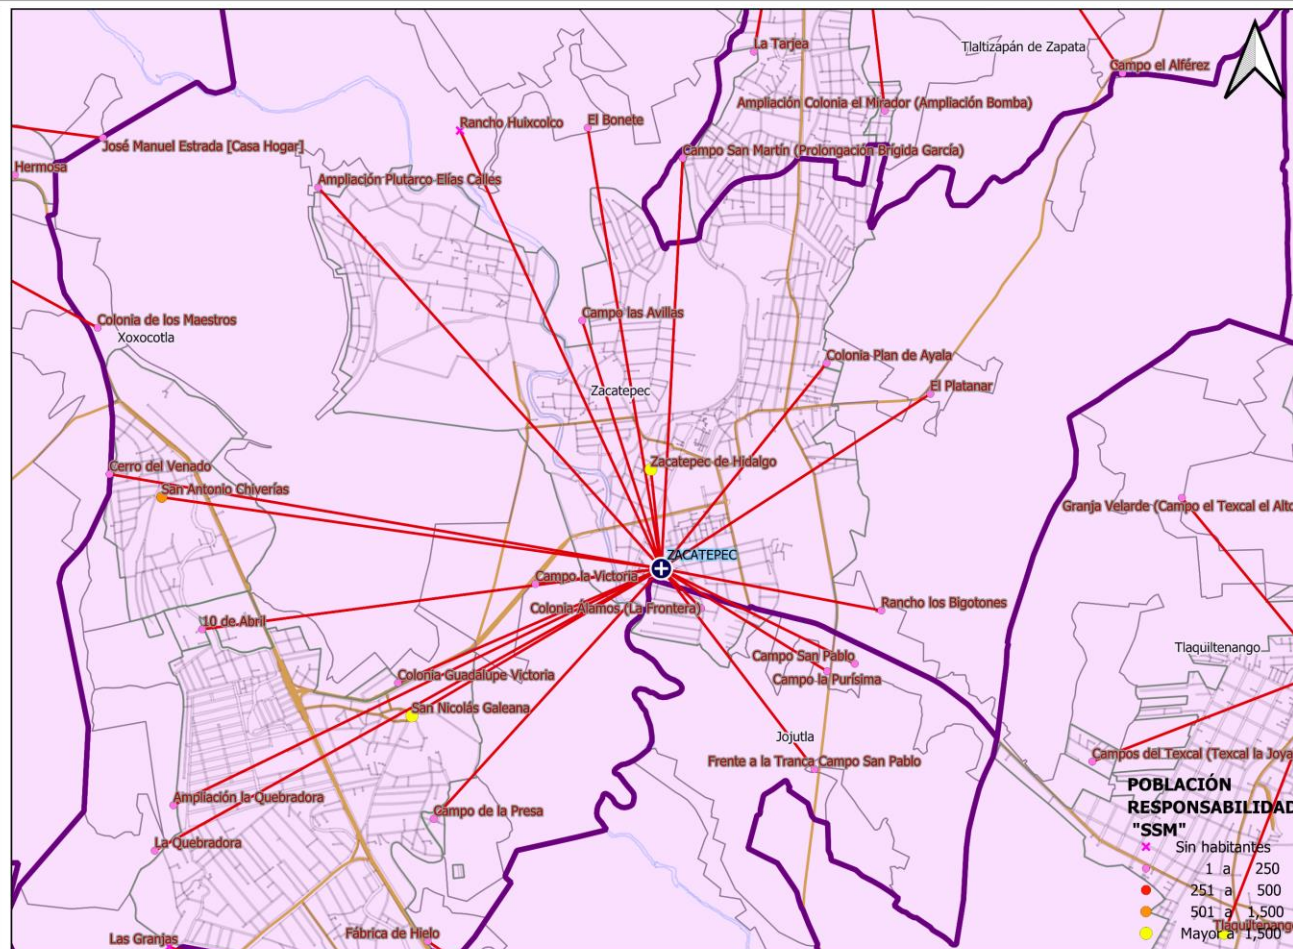 La Tarjea
Tlaltizapán de Zapata
Campo el Alférez
Ampliación Colonia el Mirador (Ampliación Bomba)
Rancho Huixcolco
El Bonete
José Manuel Estrada [Casa Hogar]
Campo San Martín (Prolongación Brígida García)
Hermosa
Ampliación Plutarco Elías Calles
Colonia de los Maestros
Campo las Avillas
Xoxocotla
Colonia Plan de Ayala
Zacatepec
El Platanar
Cerro del Venado
Zacatepec de Hidalgo
San Antonio Chiverías
Granja Velarde (Campo el Texcal el Alto
ZACATEPEC
Campo la Victoria
Colonia Álamos (La Frontera)
Rancho los Bigotones
10 de Abril
Tlaquiltenango
Campo San Pablo
Colonia Guadalupe Victoria
Campo la Purísima
San Nicolás Galeana
Jojutla
Frente a la Tranca Campo San Pablo
Campos del Texcal (Texcal la Joya
Ampliación la Quebradora
Campo de la Presa
La Quebradora
Las Granjas
Fábrica de Hielo
POBLACIÓN
RESPONSABILIDAD
"SSM"
Sin habitantes
1 a 250
251 a 500
501 a 1,500
Mayor a 1,500
Tlaquiltenango